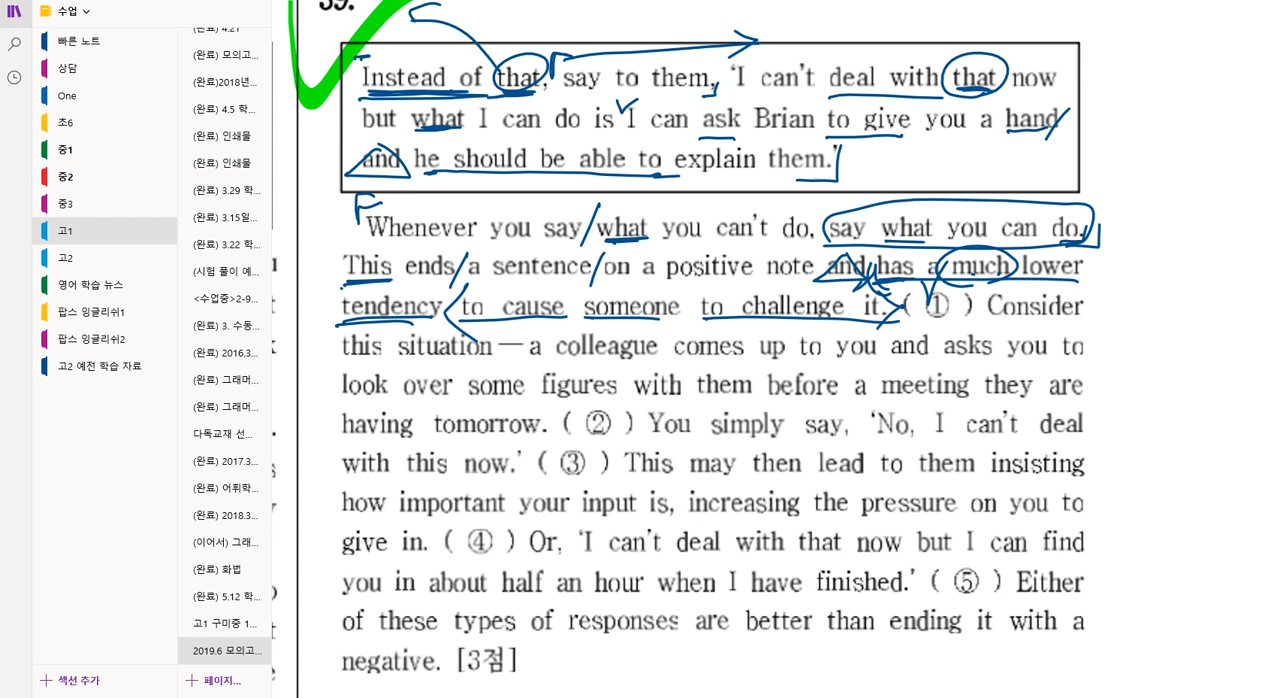 수업
빠른 노트
상담
One
초6
중1
중2
중3
고1
고2
영어 학습 뉴스
팝스 잉글리쉬1
팝스 잉글리쉬2
고2 예전 학습 자료
섹션 추가
(완료) 4.21
(완료) 모의고...
(완료)2018년...
(완료) 4.5 학...
(완료) 인쇄물
(완료) 인쇄물
(완료) 3.29 학...
(완료) 3.15일...
(완료) 3.22 학...
(시험 풀이 예...
<수업중>2-9...
(완료) 3. 수동...
(완료) 2016.3...
(완료) 그래머...
(완료) 그래머...
다독교재 선...
(완료) 2017.3...
(완료) 어휘학...
(완료) 2018.3...
(이어서) 그래...
(완료) 화법
(완료) 5.12 학...
고1 구미중 1...
2019.6 모의고...
페이지...
39.
Instead of that, say to them, ‘I can’t deal with that now
but what I can do is I can ask Brian to give you a hand
and he should be able to explain them.’
Whenever you say what you can’t do, say what you can do.
This ends a sentence on a positive note and has a much lower
tendency to cause someone to challenge it. ( ① ) Consider
this situation — a colleague comes up to you and asks you to
look over some figures with them before a meeting they are
having tomorrow. ( ② ) You simply say, ‘No, I can’t deal
with this now.’ ( ③ ) This may then lead to them insisting
how important your input is, increasing the pressure on you to
give in. ( ④ ) Or, ‘I can’t deal with that now but I can find
you in about half an hour when I have finished.’ ( ⑤ ) Either
of these types of responses are better than ending it with a
negative. [3점]